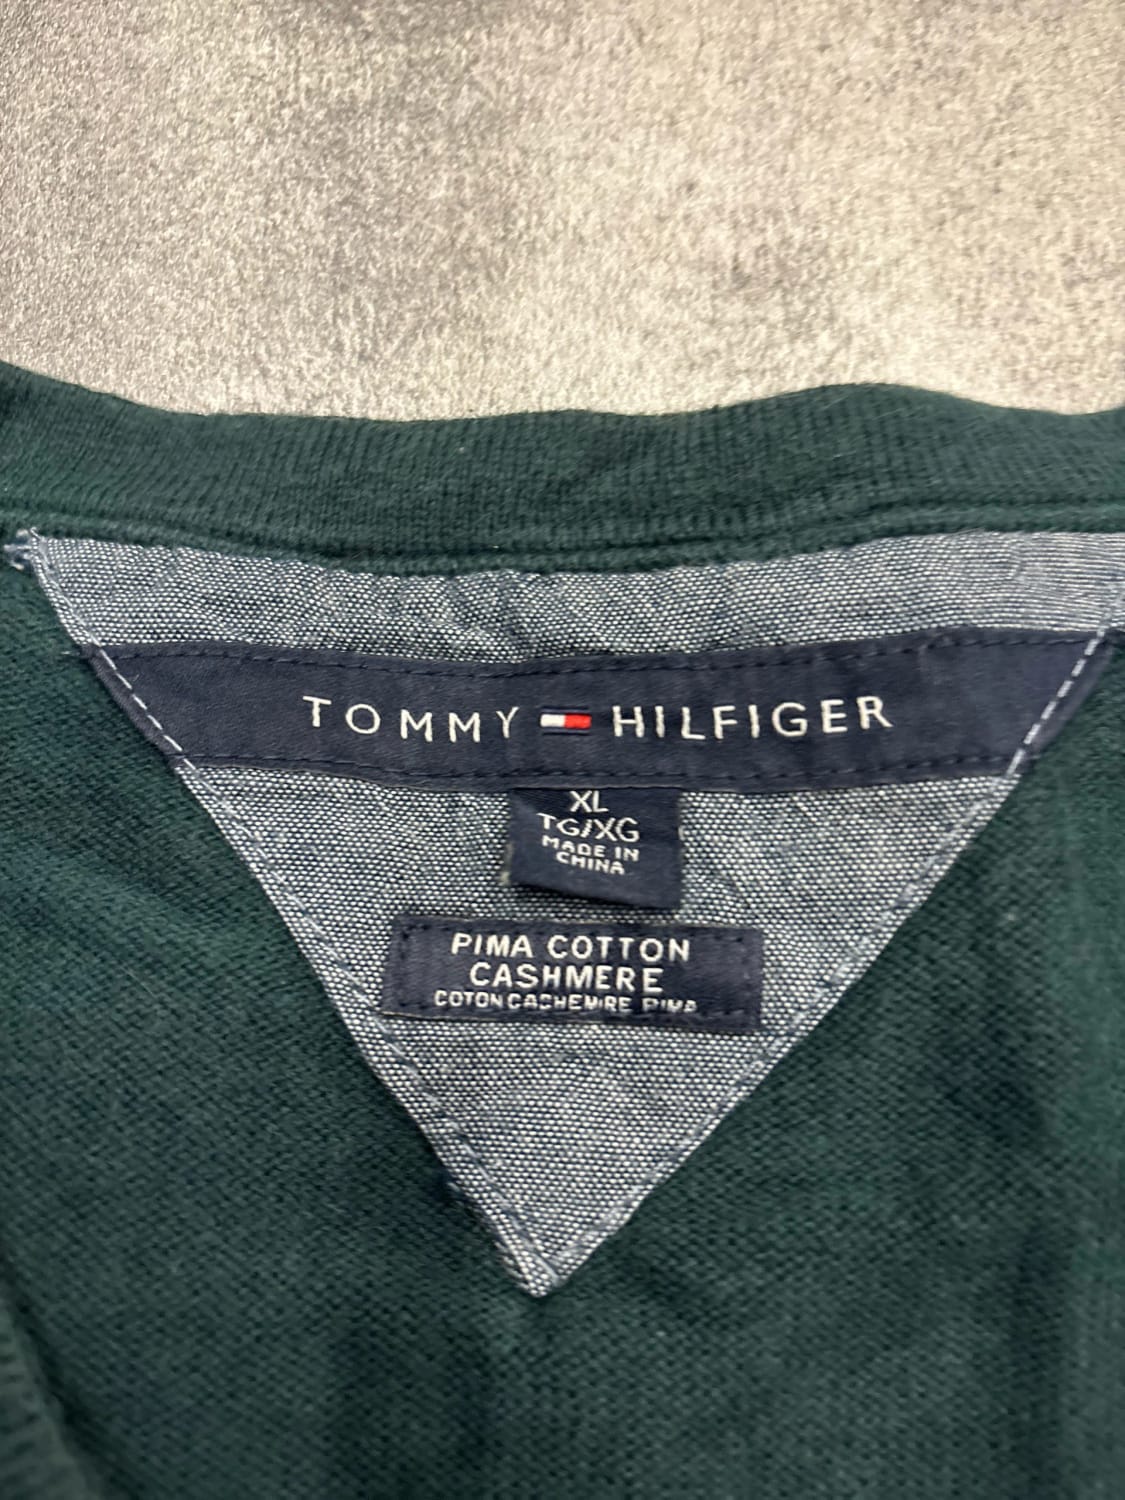 TOMMY HILFIGER
XL
TG/XG
MADE IN
CHINA
PIMA COTTON
CASHMERE
COTON CACHEMIRE PIMA